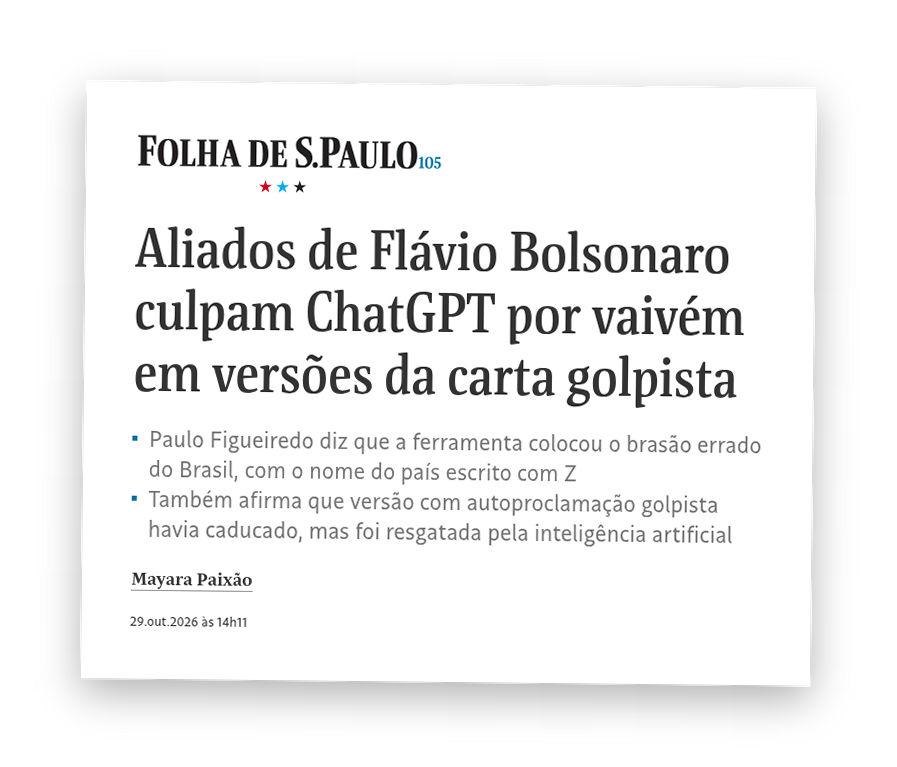 FOLHA DE S.PAULO 105
Aliados de Flávio Bolsonaro
culpam ChatGPT por vaivém
em versões da carta golpista
Paulo Figueiredo diz que a ferramenta colocou o brasão errado
do Brasil, com o nome do país escrito com Z
Também afirma que versão com autoproclamação golpista
havia caducado, mas foi resgatada pela inteligência artificial
Mayara Paixão
29.out.2026 às 14h11